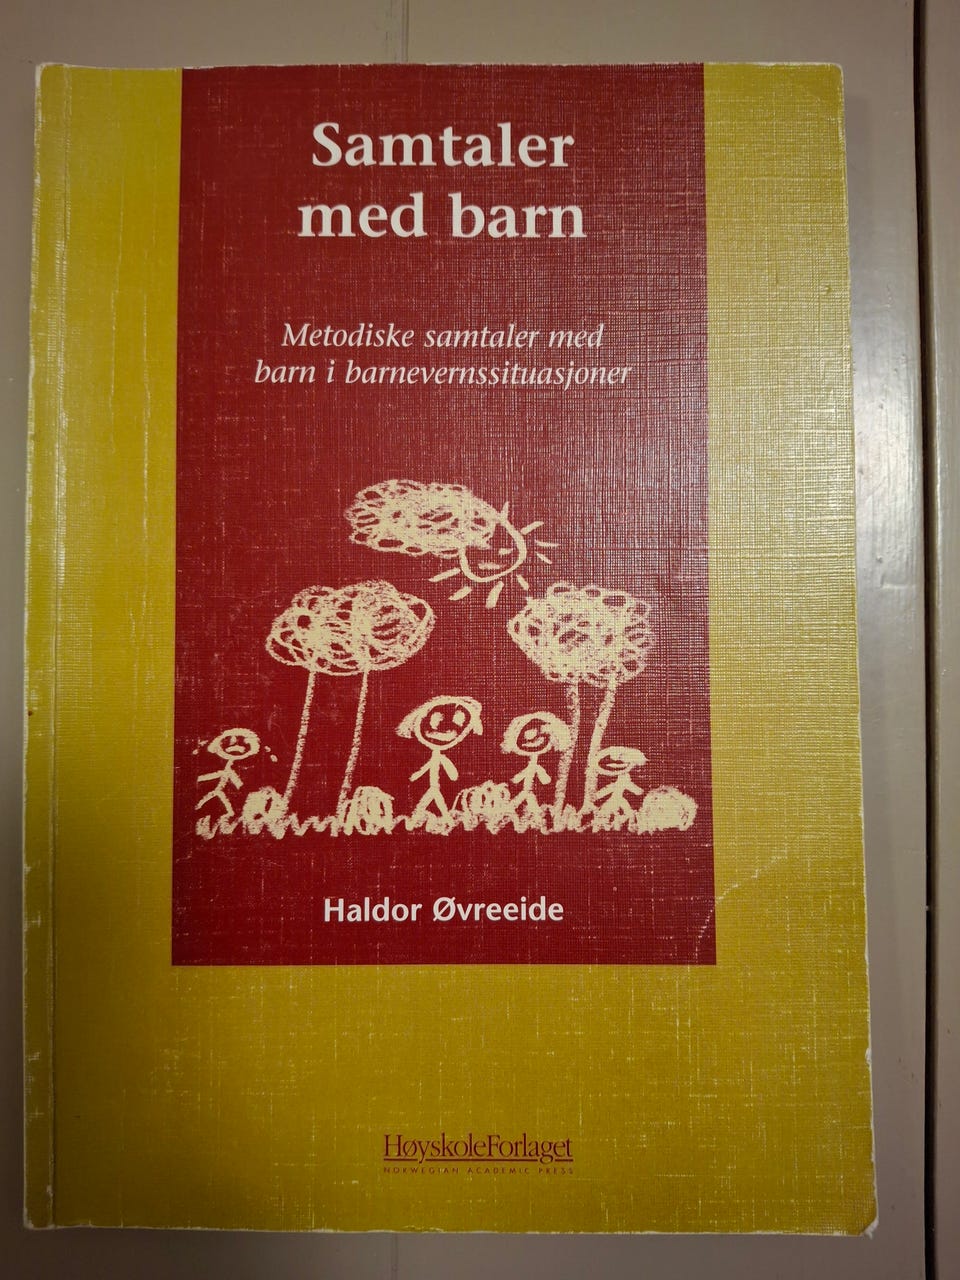 Samtaler
med barn
Metodiske samtaler med
barn i barnevernssituasjoner
Haldor Øvreeide
HøyskoleForlaget
NORWEGIAN ACADEMIC PRESS